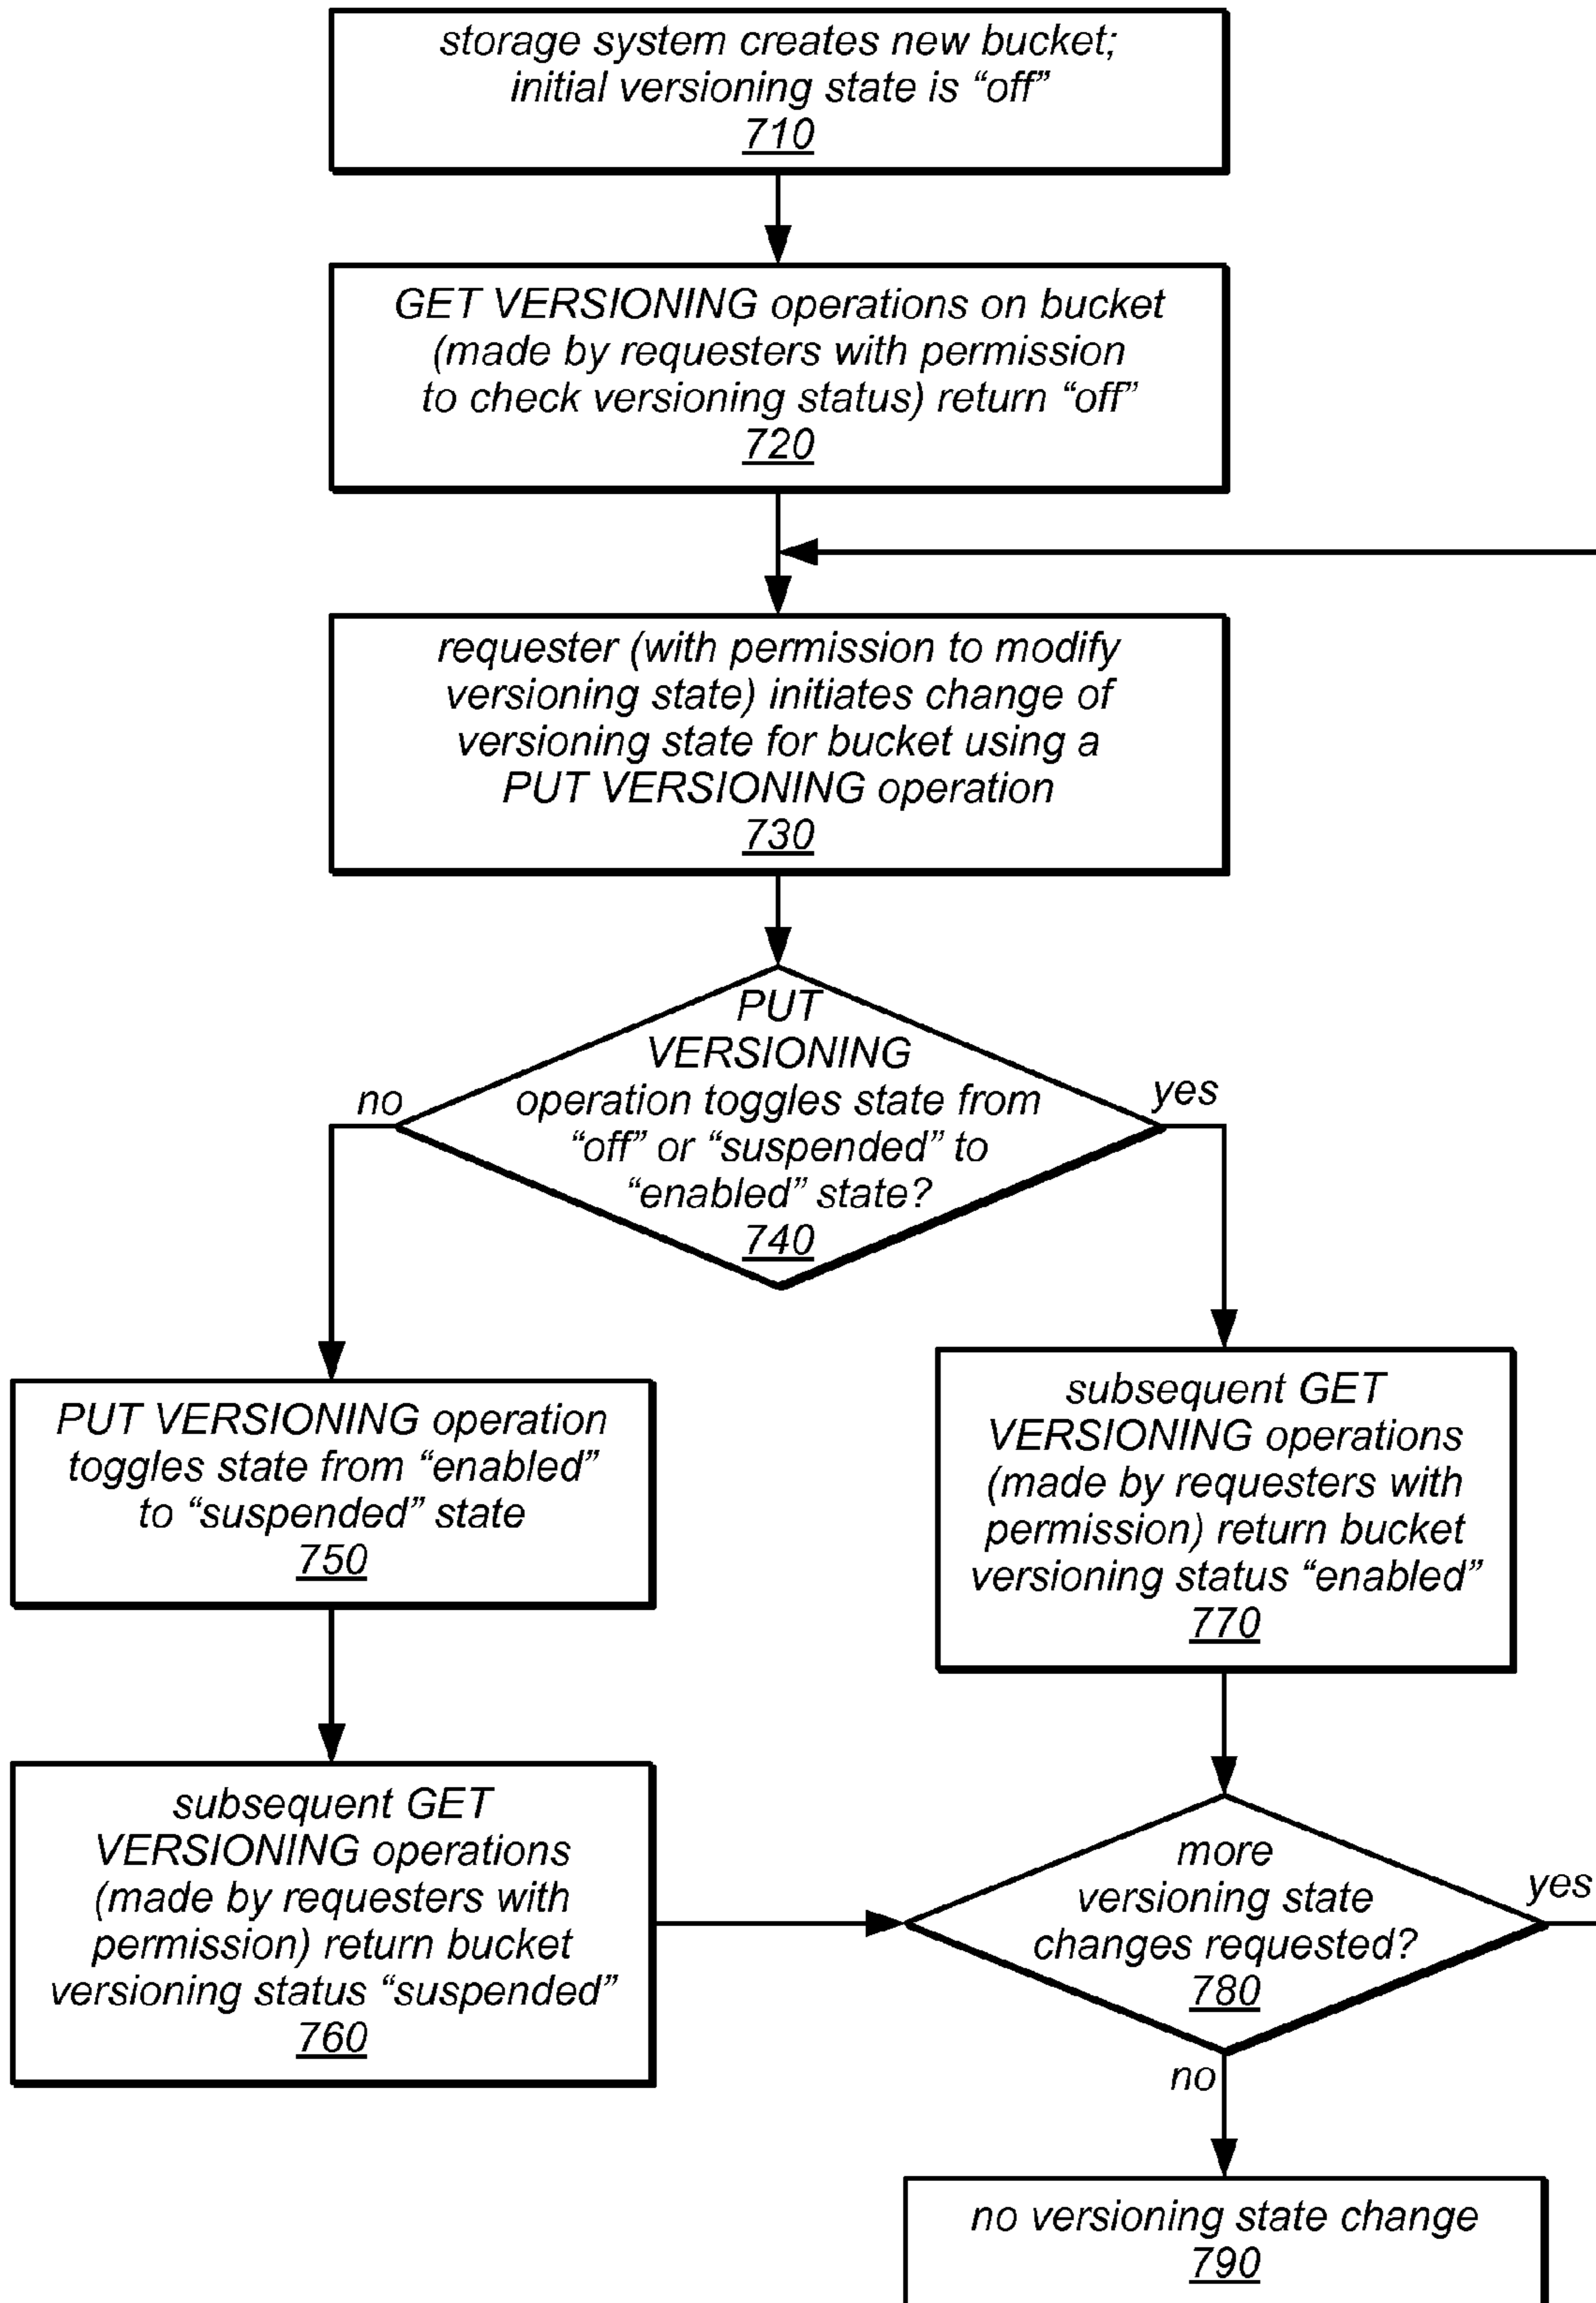 storage system creates new bucket;
initial versioning state is “off”
710
GET VERSIONING operations on bucket
(made by requesters with permission
to check versioning status) return “off”
720
requester (with permission to modify
versioning state) initiates change of
versioning state for bucket using a
PUT VERSIONING operation
730
PUT
VERSIONING
operation toggles state from
“off” or “suspended” to
“enabled” state?
740
no
yes
PUT VERSIONING operation
toggles state from “enabled”
to “suspended” state
750
subsequent GET
VERSIONING operations
(made by requesters with
permission) return bucket
versioning status “enabled”
770
subsequent GET
VERSIONING operations
(made by requesters with
permission) return bucket
versioning status “suspended”
760
more
versioning state
changes requested?
780
yes
no
no versioning state change
790